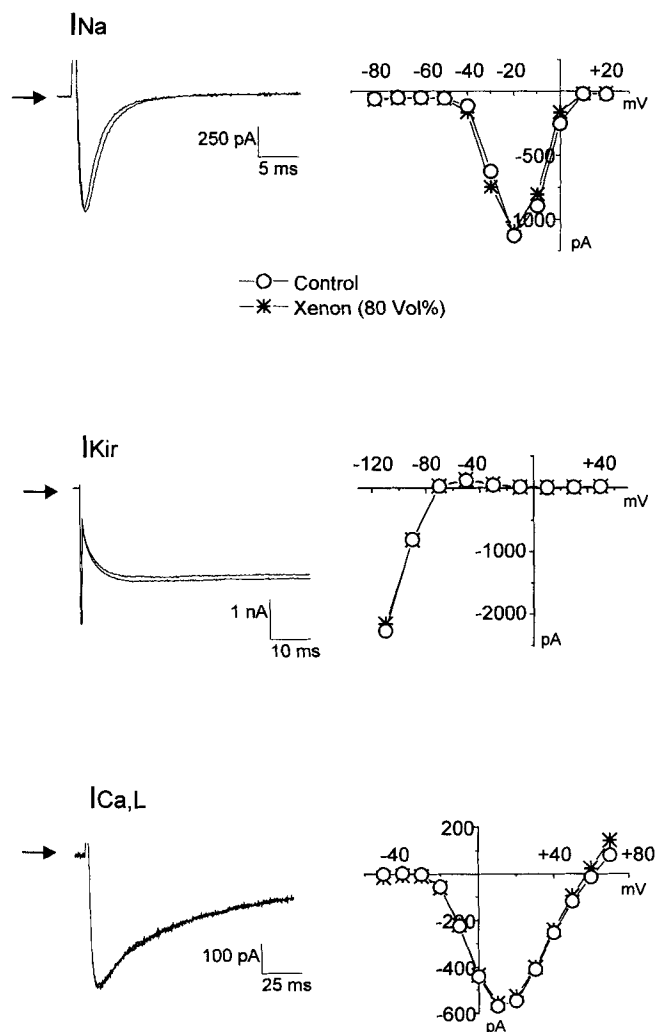 INa
-80 -60 -40 -20 +20
mV
250 pA
5 ms
-500
-1000
pA
Control
Xenon (80 Vol%)
IKir
-120 -80 -40 +40
mV
-1000
1 nA
10 ms
-2000
pA
ICa,L
200
-40 +40 +80
mV
-200
100 pA
25 ms
-400
-600
pA